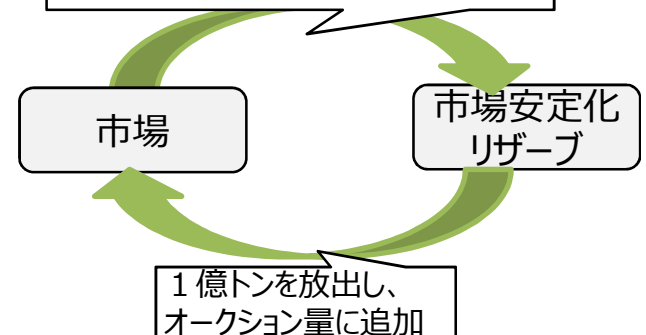 市場
市場安定化
リザーブ
１億トンを放出し、
オークション量に追加